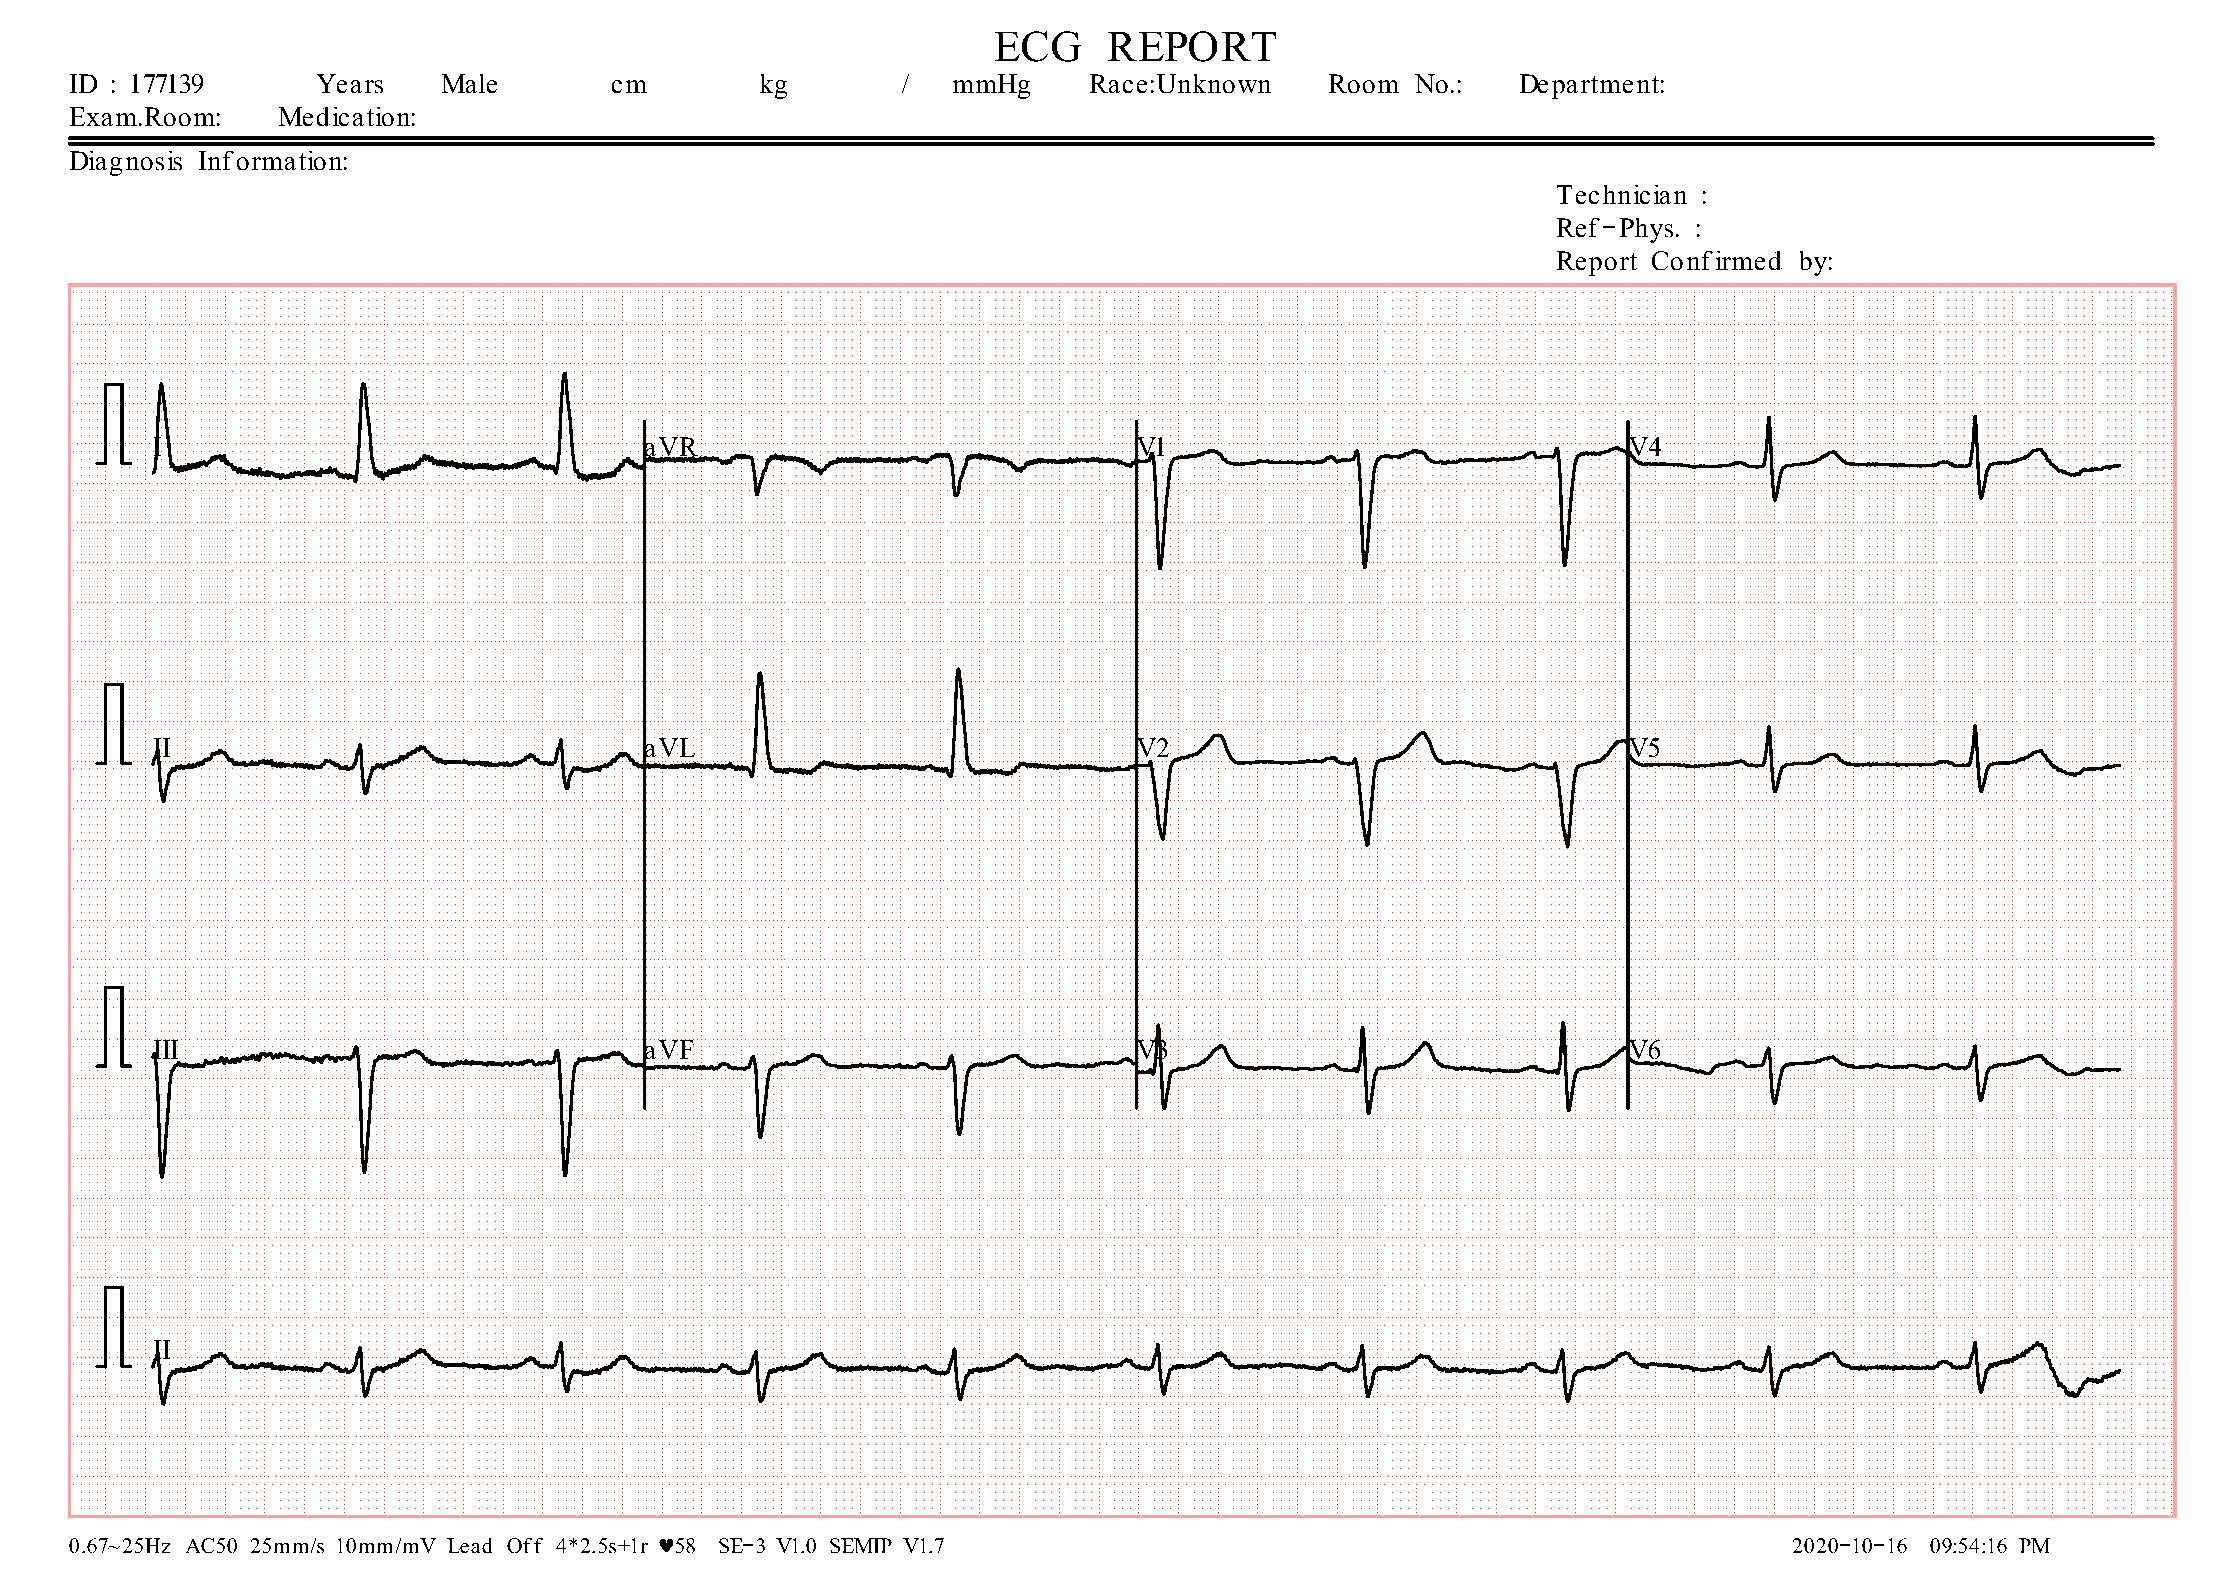 ECG REPORT
ID : 177139 Years Male cm kg / mmHg Race:Unknown Room No.: Department:
Exam.Room: Medication:
Diagnosis Information:
Technician :
Ref-Phys. :
Report Confirmed by:
aVR V1 V4
II aVL V2 V5
III aVF V3 V6
II
0.67~25Hz AC50 25mm/s 10mm/mV Lead Off 4*2.5s+1r ♥58 SE-3 V1.0 SEMIP V1.7 2020-10-16 09:54:16 PM